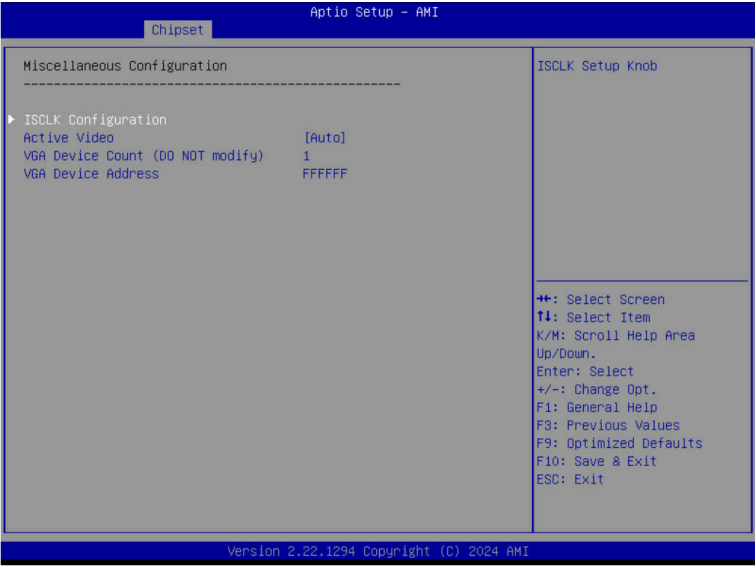 Aptio Setup – AMI
Chipset
Miscellaneous Configuration
--------------------------------------------------
▶ ISCLK Configuration
Active Video [Auto]
VGA Device Count (DO NOT modify) 1
VGA Device Address FFFFFF
ISCLK Setup Knob
→←: Select Screen
↑↓: Select Item
K/M: Scroll Help Area
Up/Down.
Enter: Select
+/-: Change Opt.
F1: General Help
F3: Previous Values
F9: Optimized Defaults
F10: Save & Exit
ESC: Exit
Version 2.22.1294 Copyright (C) 2024 AMI